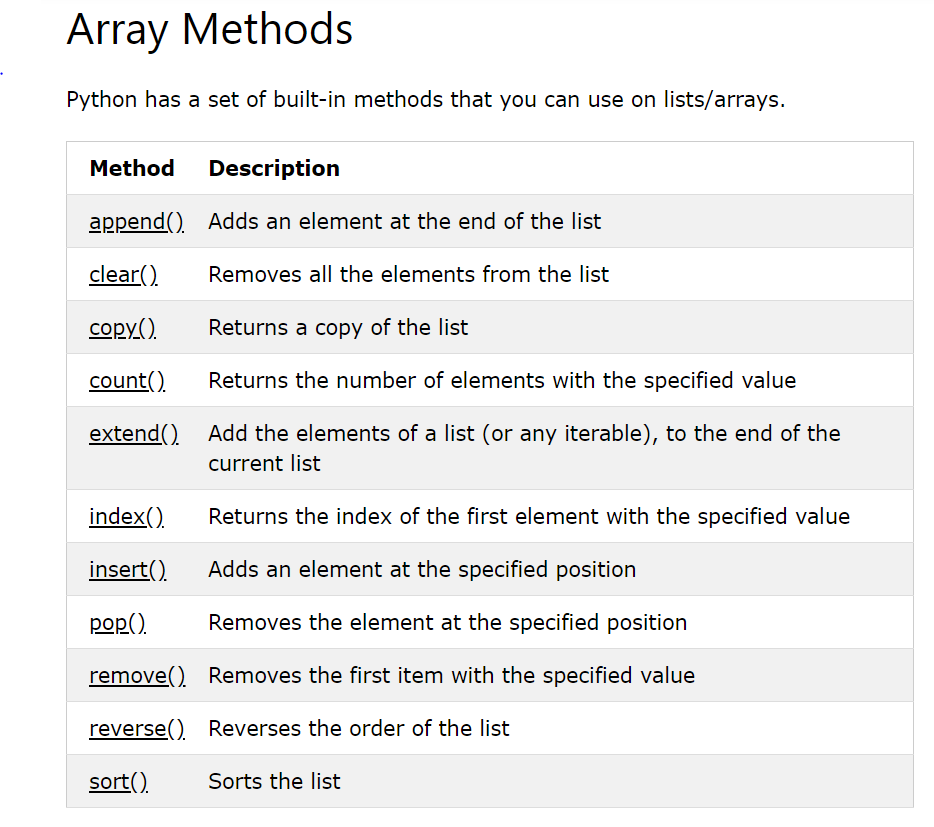 Array Methods
Python has a set of built-in methods that you can use on lists/arrays.
Method Description
append() Adds an element at the end of the list
clear() Removes all the elements from the list
copy() Returns a copy of the list
count() Returns the number of elements with the specified value
extend() Add the elements of a list (or any iterable), to the end of the
current list
index() Returns the index of the first element with the specified value
insert() Adds an element at the specified position
pop() Removes the element at the specified position
remove() Removes the first item with the specified value
reverse() Reverses the order of the list
sort() Sorts the list